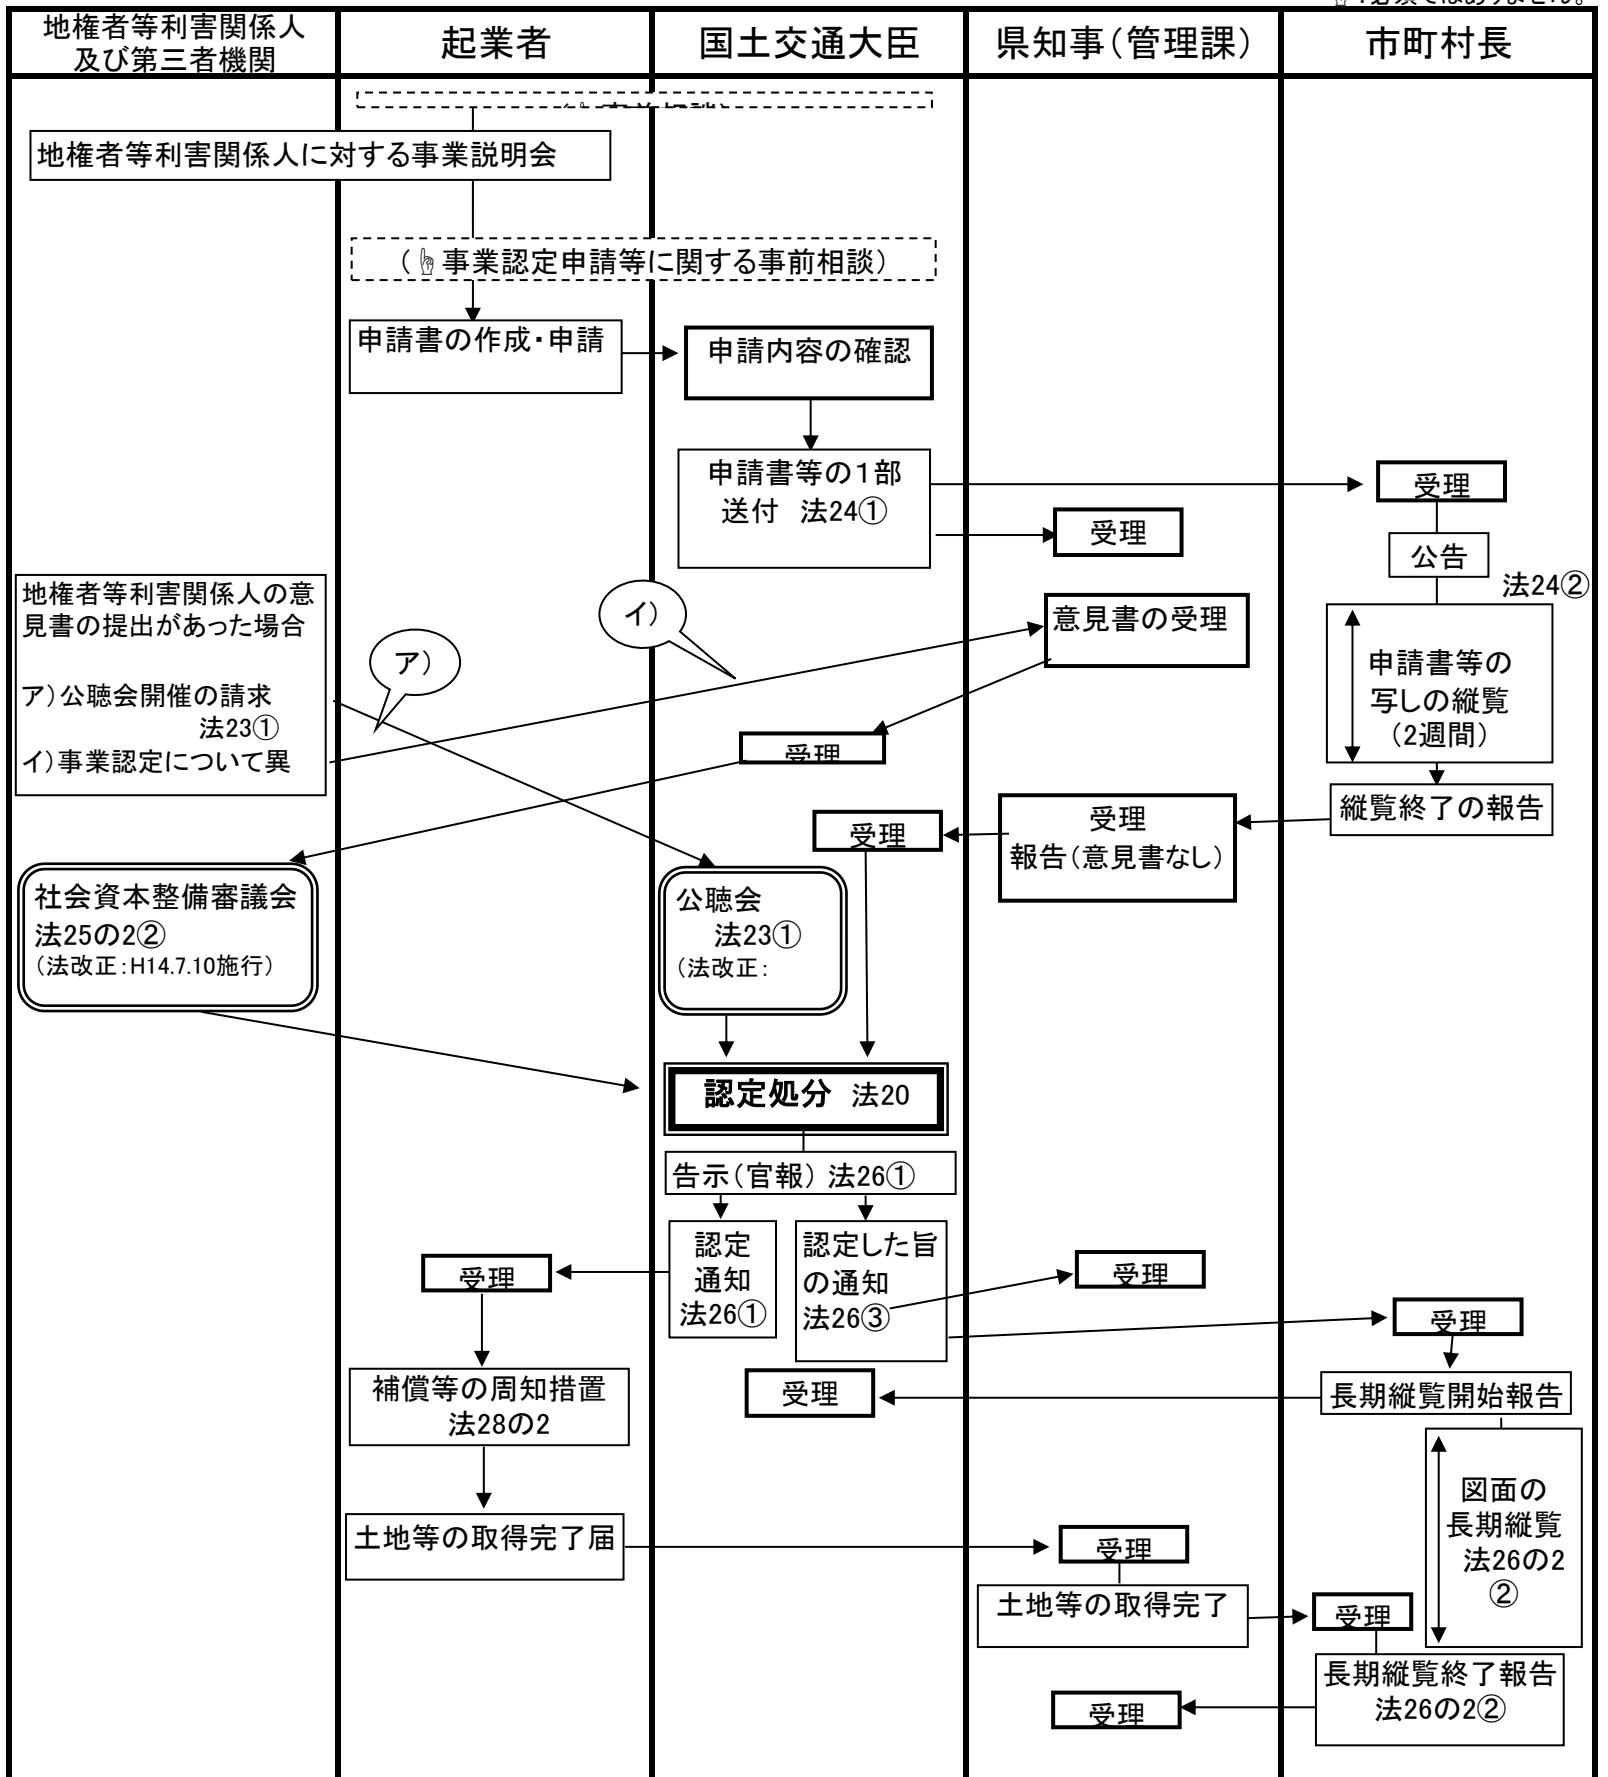 地権者等利害関係人
及び第三者機関
起業者
国土交通大臣
県知事(管理課)
市町村長
地権者等利害関係人に対する事業説明会
(☝事業認定申請等に関する事前相談)
申請書の作成・申請
申請内容の確認
申請書等の1部
送付 法24①
受理
受理
公告
法24②
地権者等利害関係人の意
見書の提出があった場合
ア)公聴会開催の請求
法23①
イ)事業認定について異
ア)
イ)
意見書の受理
申請書等の
写しの縦覧
(2週間)
受理
縦覧終了の報告
受理
報告(意見書なし)
受理
社会資本整備審議会
法25の2②
(法改正:H14.7.10施行)
公聴会
法23①
(法改正:
認定処分 法20
告示(官報) 法26①
認定
通知
法26①
認定した旨
の通知
法26③
受理
受理
受理
補償等の周知措置
法28の2
受理
長期縦覧開始報告
図面の
長期縦覧
法26の2
②
土地等の取得完了届
受理
土地等の取得完了
受理
長期縦覧終了報告
法26の2②
受理